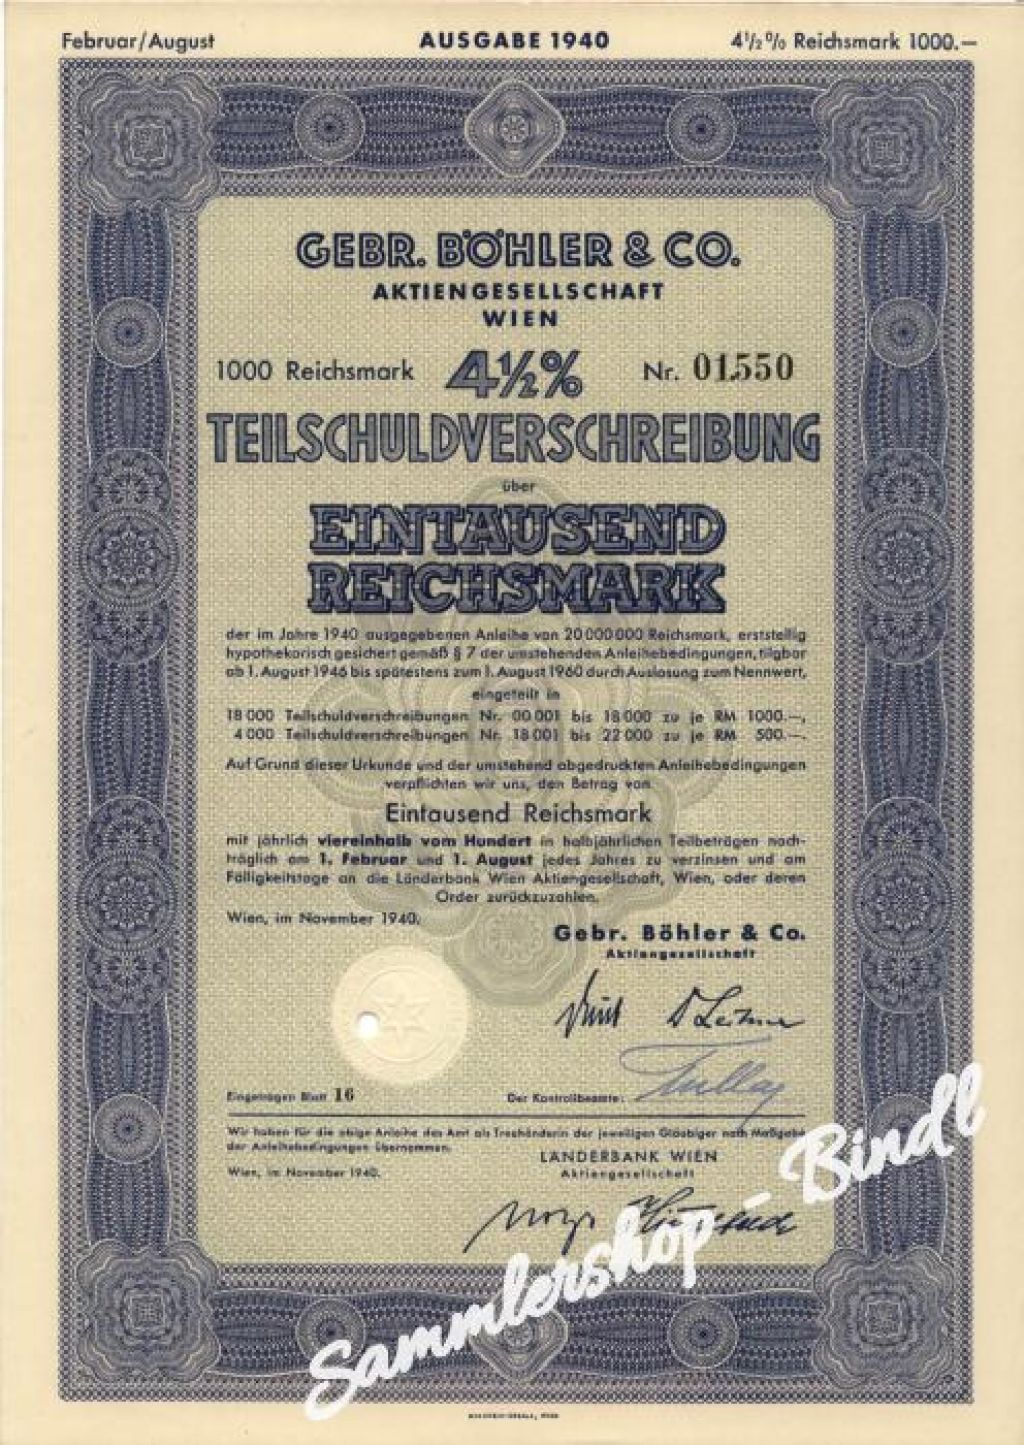 Februar/August AUSGABE 1940 4½% Reichsmark 1000.—
GEBR. BÖHLER & CO.
AKTIENGESELLSCHAFT
WIEN
1000 Reichsmark 4½% Nr. 01550
TEILSCHULDVERSCHREIBUNG
über
EINTAUSEND
REICHSMARK
der im Jahre 1940 ausgegebenen Anleihe von 20 000 000 Reichsmark, erststellig
hypothekarisch gesichert gemäß § 7 der umstehenden Anleihebedingungen, tilgbar
ab 1. August 1946 bis spätestens zum 1. August 1960 durch Auslosung zum Nennwert,
eingeteilt in
18 000 Teilschuldverschreibungen Nr. 00 001 bis 18 000 zu je RM 1000.—,
4 000 Teilschuldverschreibungen Nr. 18 001 bis 22 000 zu je RM 500.—.
Auf Grund dieser Urkunde und der umstehend abgedruckten Anleihebedingungen
verpflichten wir uns, den Betrag von
Eintausend Reichsmark
mit jährlich viereinhalb vom Hundert in halbjährlichen Teilbeträgen nach-
träglich am 1. Februar und 1. August jedes Jahres zu verzinsen und am
Fälligkeitstage an die Länderbank Wien Aktiengesellschaft, Wien, oder deren
Order zurückzuzahlen.
Wien, im November 1940.
Gebr. Böhler & Co.
Aktiengesellschaft
Eingetragen Blatt 16 Der Kontrollbeamte:
Wir haben für die obige Anleihe das Amt als Treuhänderin der jeweiligen Gläubiger nach Maßgabe
der Anleihebedingungen übernommen.
Wien, im November 1940.
LÄNDERBANK WIEN
Aktiengesellschaft
Sammlershop - Bindl